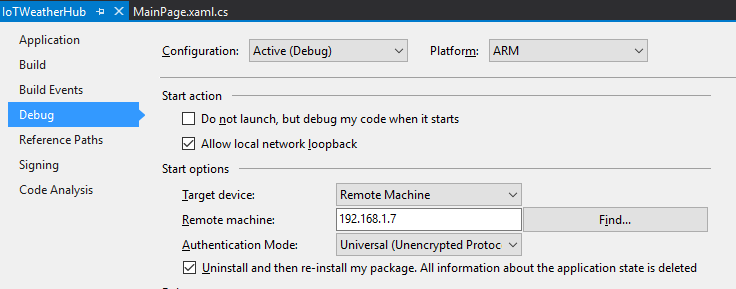 IoTWeatherHub MainPage.xaml.cs
Application
Build
Build Events
Debug
Reference Paths
Signing
Code Analysis
Configuration: Active (Debug) Platform: ARM
Start action
Do not launch, but debug my code when it starts
Allow local network loopback
Start options
Target device: Remote Machine
Remote machine: 192.168.1.7 Find...
Authentication Mode: Universal (Unencrypted Protoc
Uninstall and then re-install my package. All information about the application state is deleted